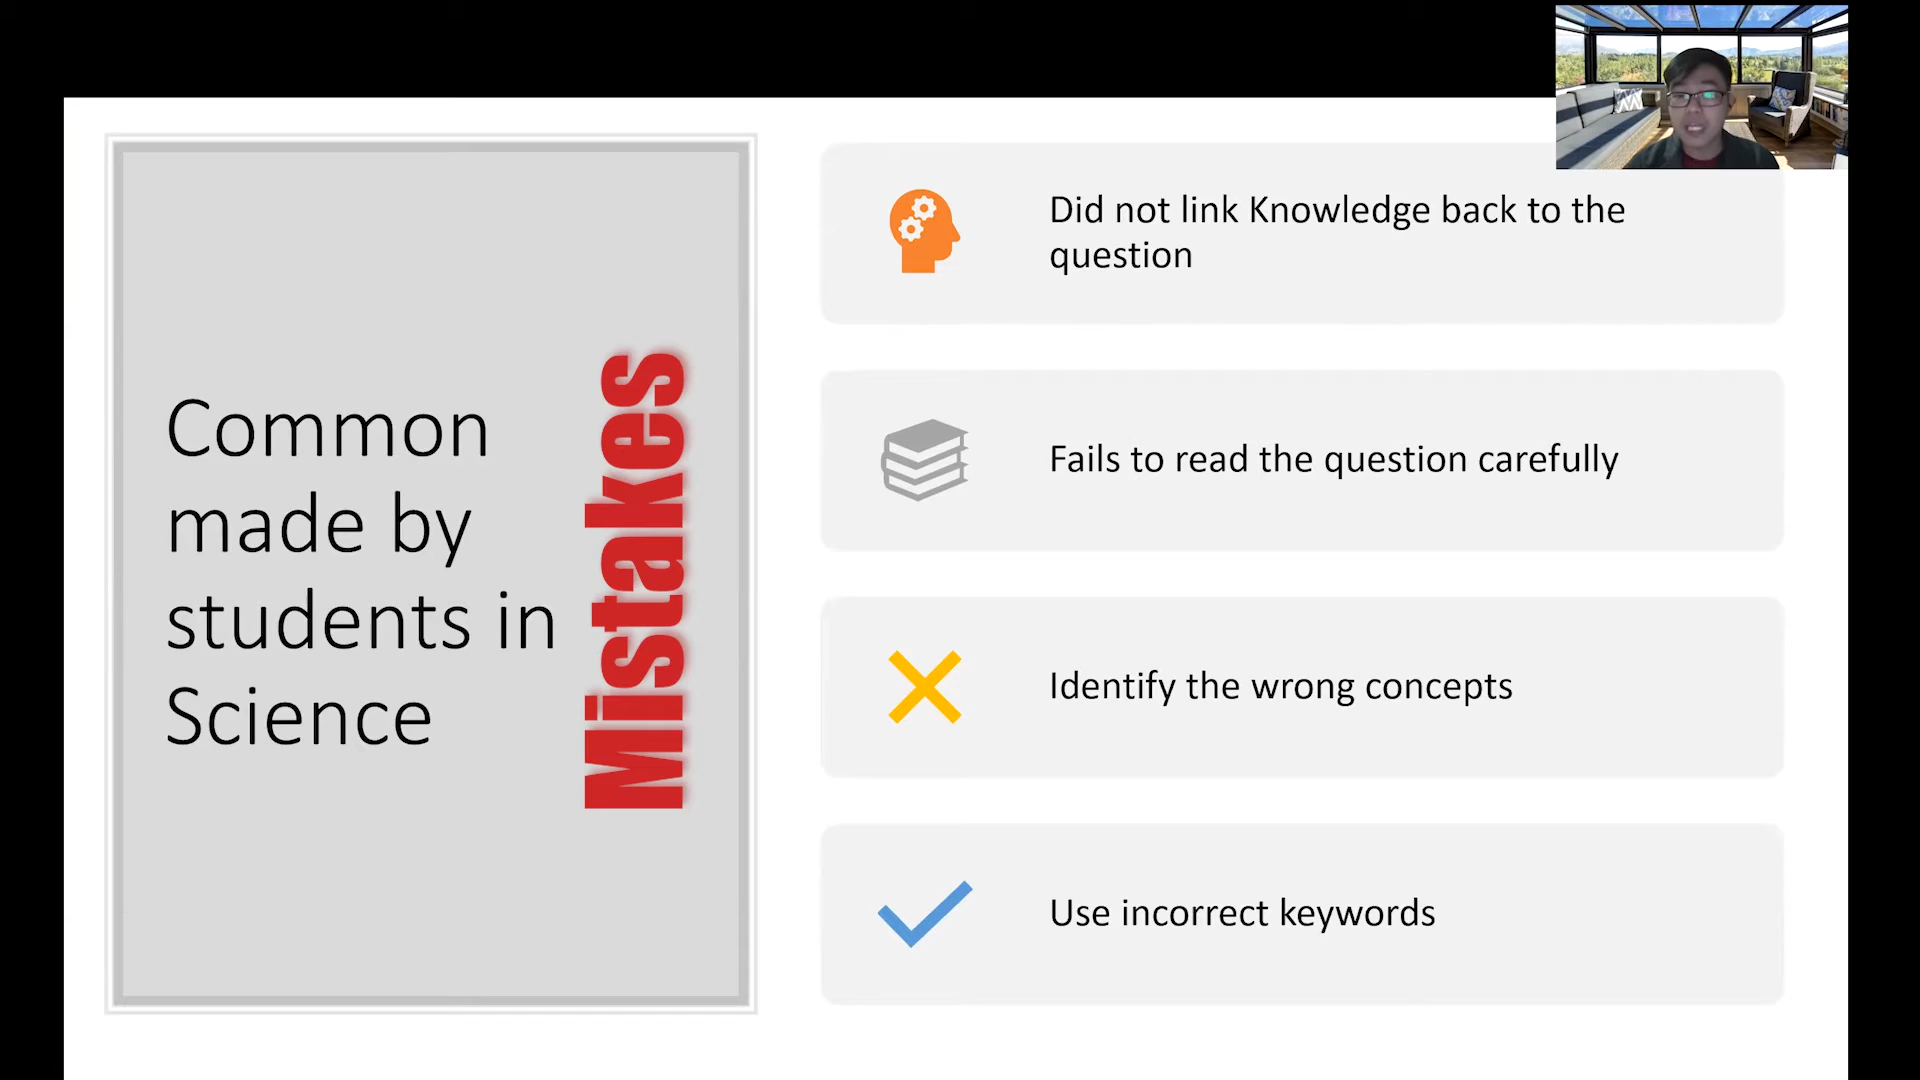 Common
made by
students in
Science
Mistakes
Did not link Knowledge back to the
question
Fails to read the question carefully
Identify the wrong concepts
Use incorrect keywords